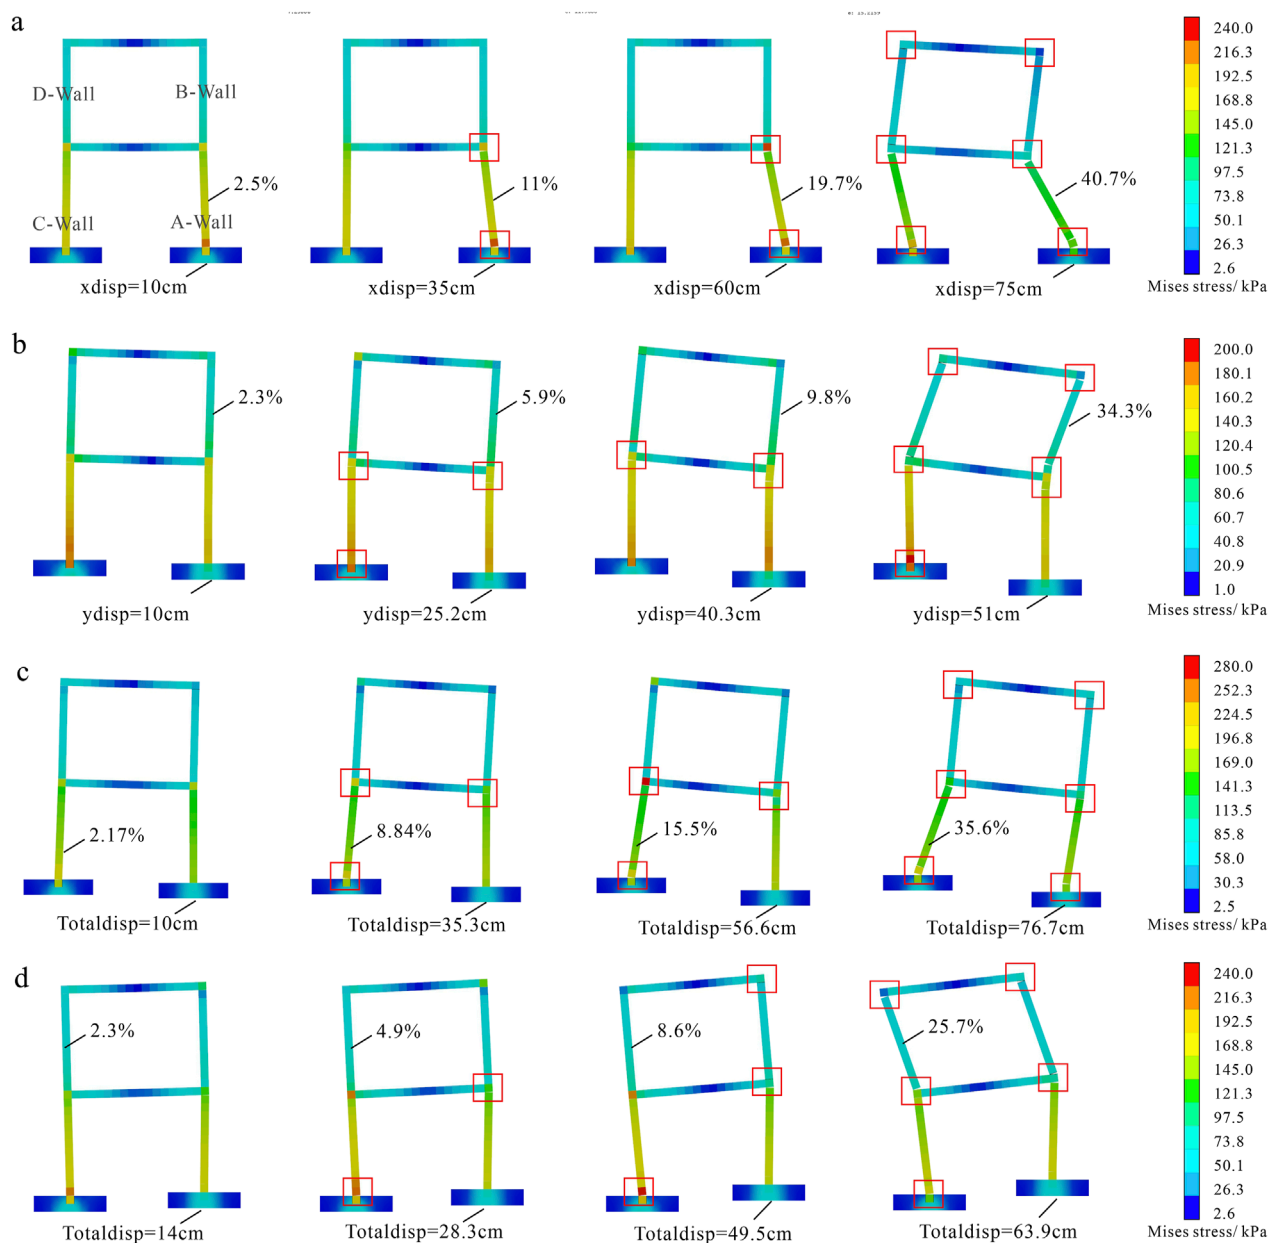 a
D-Wall
B-Wall
C-Wall
A-Wall
2.5%
xdisp=10cm
11%
xdisp=35cm
19.7%
xdisp=60cm
40.7%
xdisp=75cm
240.0
216.3
192.5
168.8
145.0
121.3
97.5
73.8
50.1
26.3
2.6
Mises stress/ kPa
b
2.3%
ydisp=10cm
5.9%
ydisp=25.2cm
9.8%
ydisp=40.3cm
34.3%
ydisp=51cm
200.0
180.1
160.2
140.3
120.4
100.5
80.6
60.7
40.8
20.9
1.0
Mises stress/ kPa
c
2.17%
Totaldisp=10cm
8.84%
Totaldisp=35.3cm
15.5%
Totaldisp=56.6cm
35.6%
Totaldisp=76.7cm
280.0
252.3
224.5
196.8
169.0
141.3
113.5
85.8
58.0
30.3
2.5
Mises stress/ kPa
d
2.3%
Totaldisp=14cm
4.9%
Totaldisp=28.3cm
8.6%
Totaldisp=49.5cm
25.7%
Totaldisp=63.9cm
240.0
216.3
192.5
168.8
145.0
121.3
97.5
73.8
50.1
26.3
2.6
Mises stress/ kPa